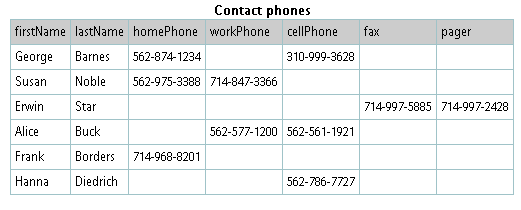 Contact phones
firstName lastName homePhone workPhone cellPhone fax pager
George Barnes 562-874-1234 310-999-3628
Susan Noble 562-975-3388 714-847-3366
Erwin Star 714-997-5885 714-997-2428
Alice Buck 562-577-1200 562-561-1921
Frank Borders 714-968-8201
Hanna Diedrich 562-786-7727